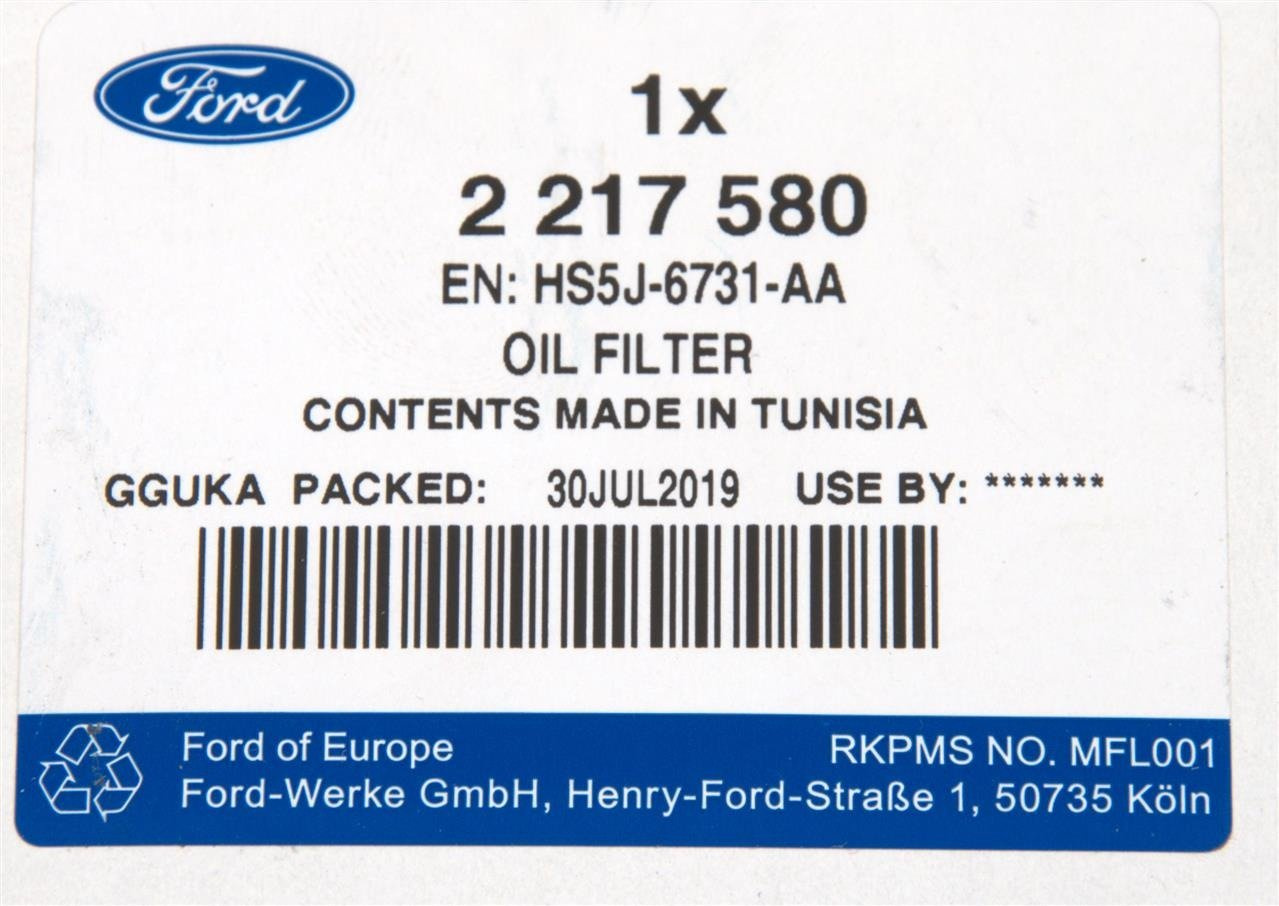 Ford
1x
2 217 580
EN: HS5J-6731-AA
OIL FILTER
CONTENTS MADE IN TUNISIA
GGUKA PACKED: 30JUL2019 USE BY: *******
Ford of Europe RKPMS NO. MFL001
Ford-Werke GmbH, Henry-Ford-Straße 1, 50735 Köln